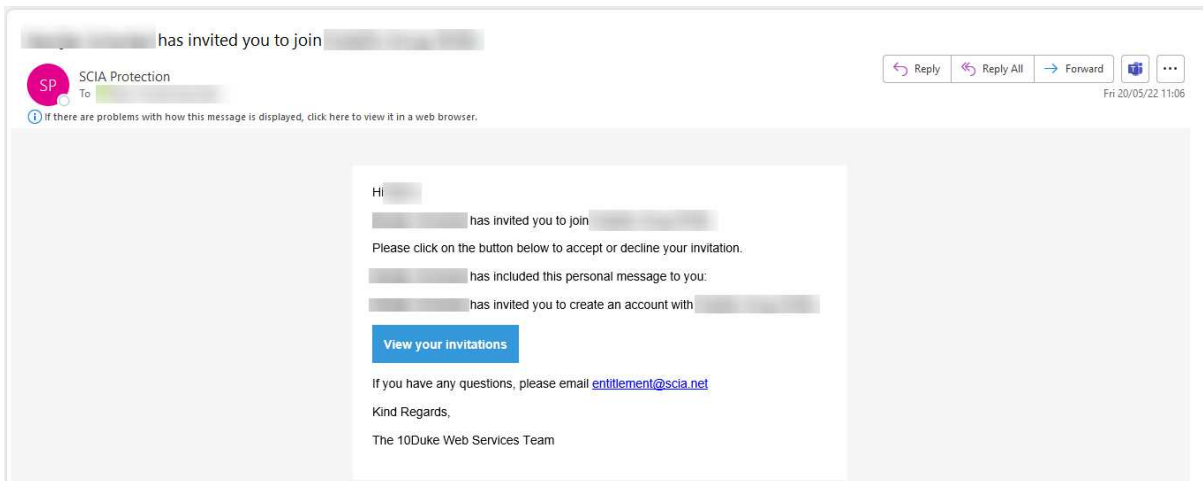 has invited you to join
SP
SCIA Protection
To
Reply
Reply All
Forward
Fri 20/05/22 11:06
If there are problems with how this message is displayed, click here to view it in a web browser.
Hi
has invited you to join
Please click on the button below to accept or decline your invitation.
has included this personal message to you:
has invited you to create an account with
View your invitations
If you have any questions, please email entitlement@scia.net
Kind Regards,
The 10Duke Web Services Team